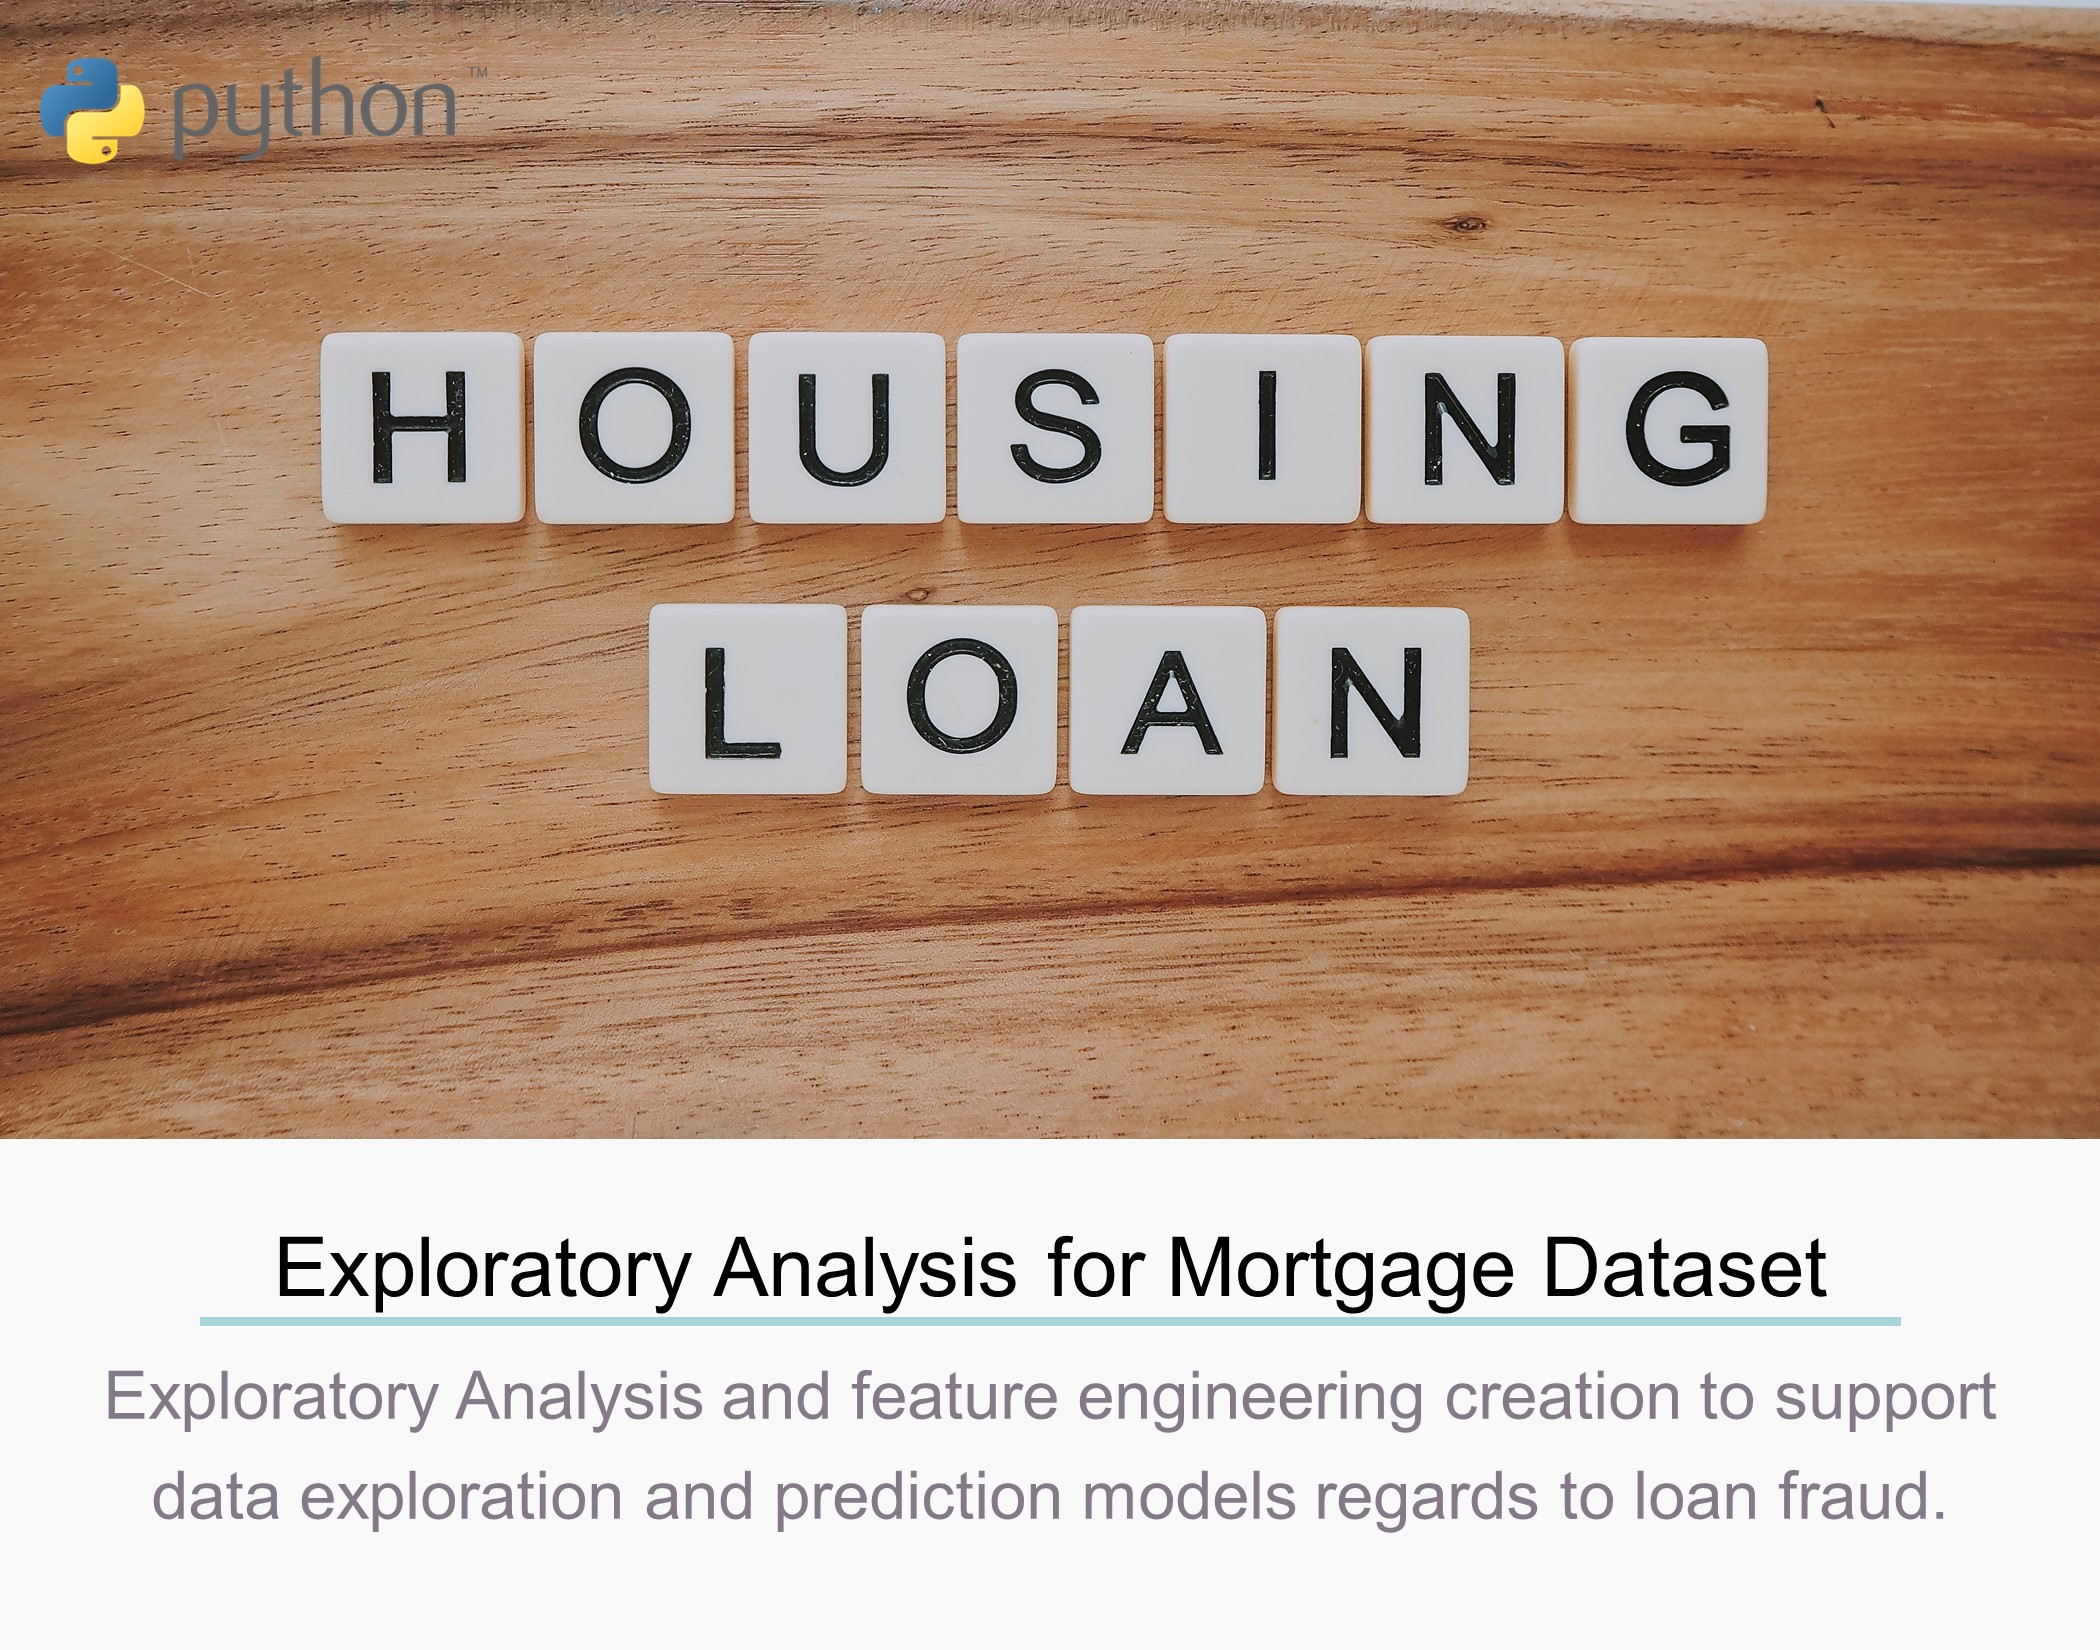 python™
HOUSING
LOAN
Exploratory Analysis for Mortgage Dataset
Exploratory Analysis and feature engineering creation to support
data exploration and prediction models regards to loan fraud.